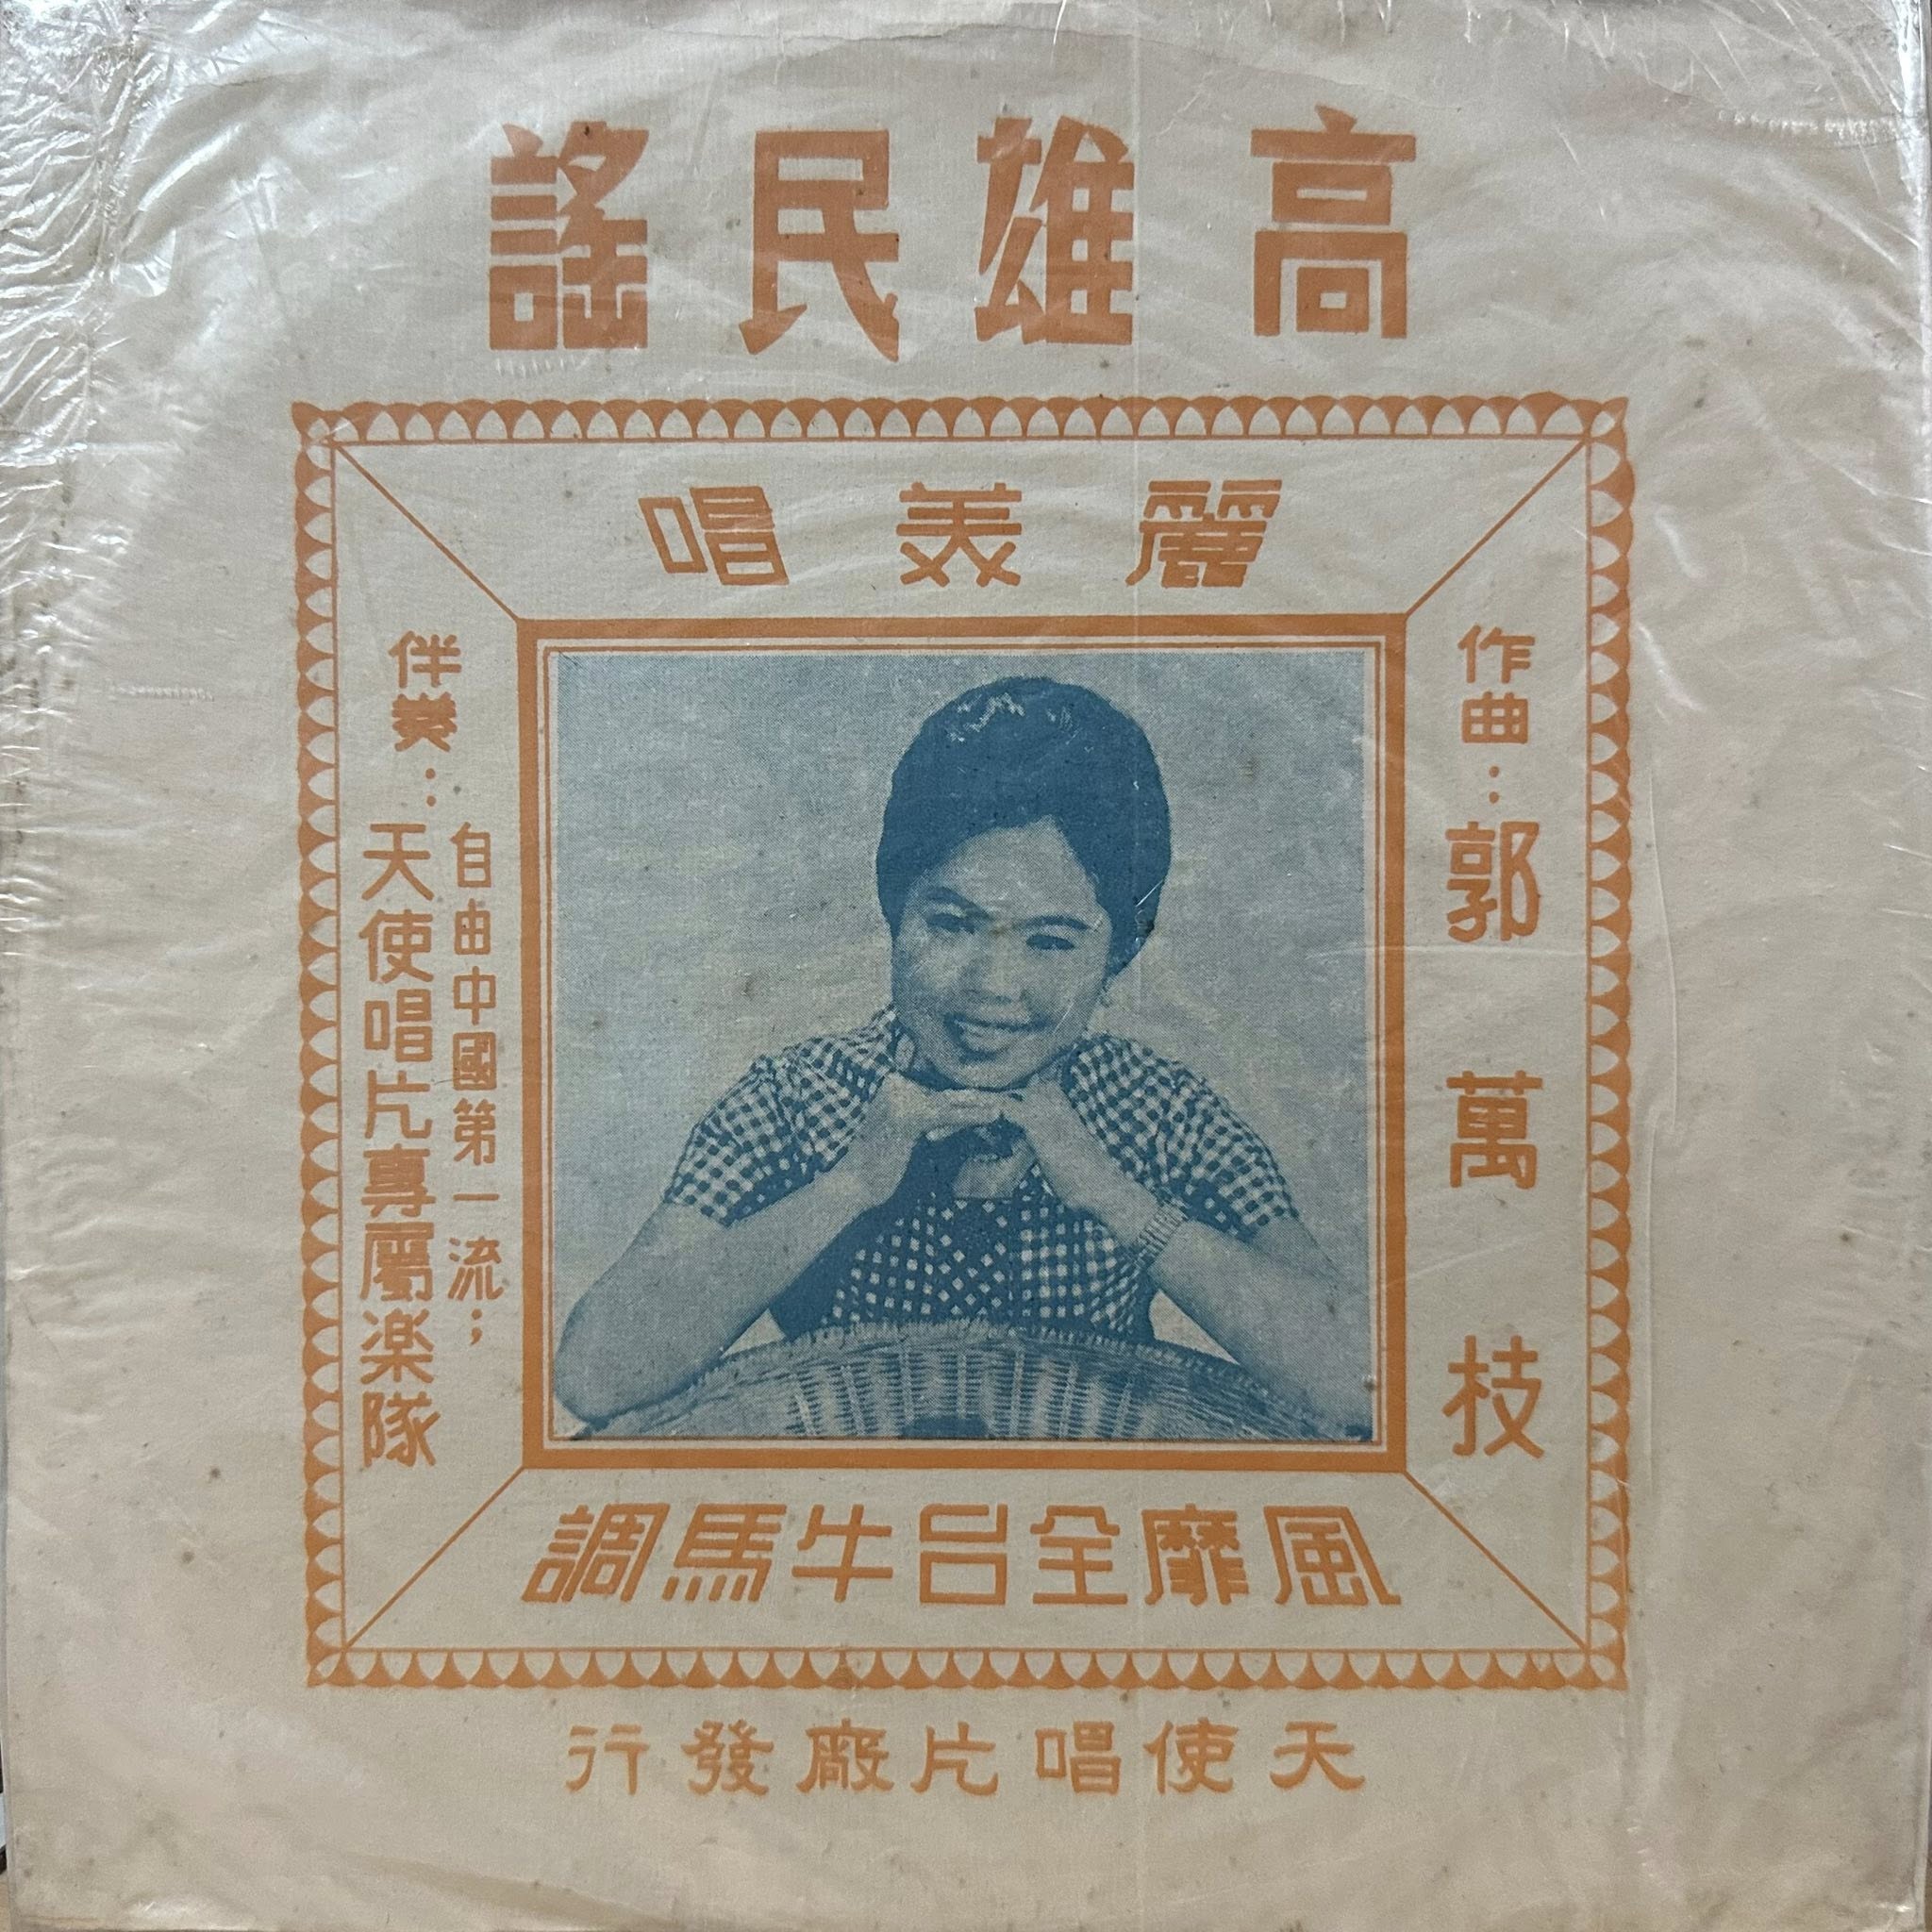 高雄民謠
麗美唱
作曲：郭萬枝
伴奏：自由中國第一流；
天使唱片專屬楽隊
風靡全台牛馬調
天使唱片廠發行